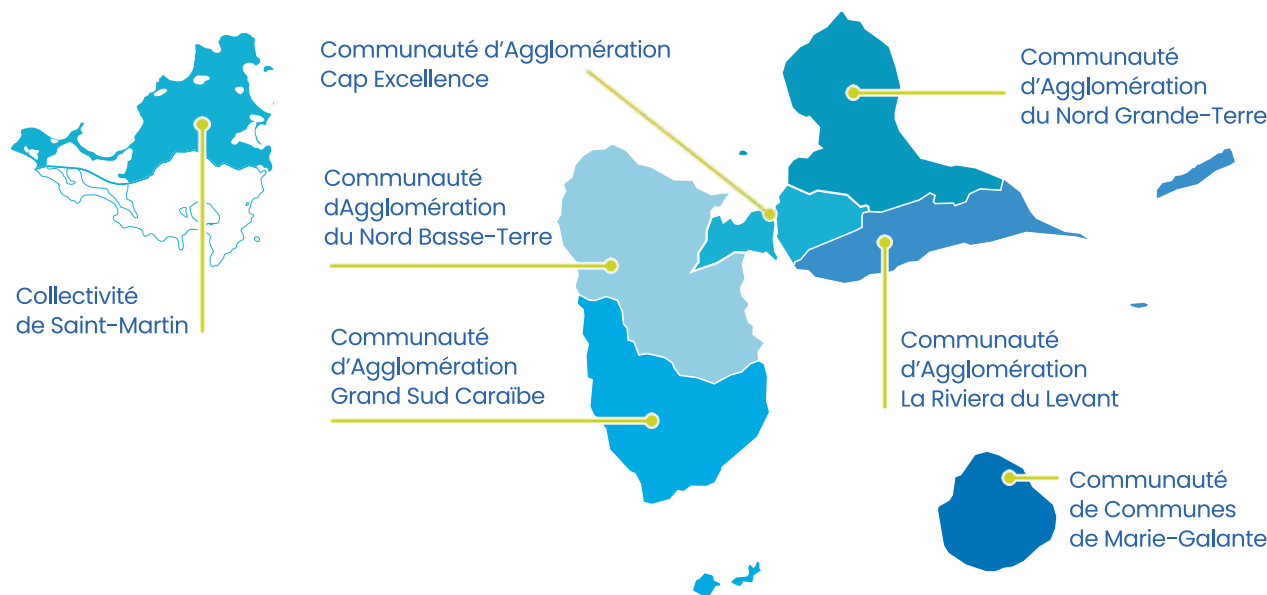 Communauté d'Agglomération
Cap Excellence
Communauté
d'Agglomération
du Nord Grande-Terre
Communauté
dAgglomération
du Nord Basse-Terre
Collectivité
de Saint-Martin
Communauté
d'Agglomération
Grand Sud Caraïbe
Communauté
d'Agglomération
La Riviera du Levant
Communauté
de Communes
de Marie-Galante